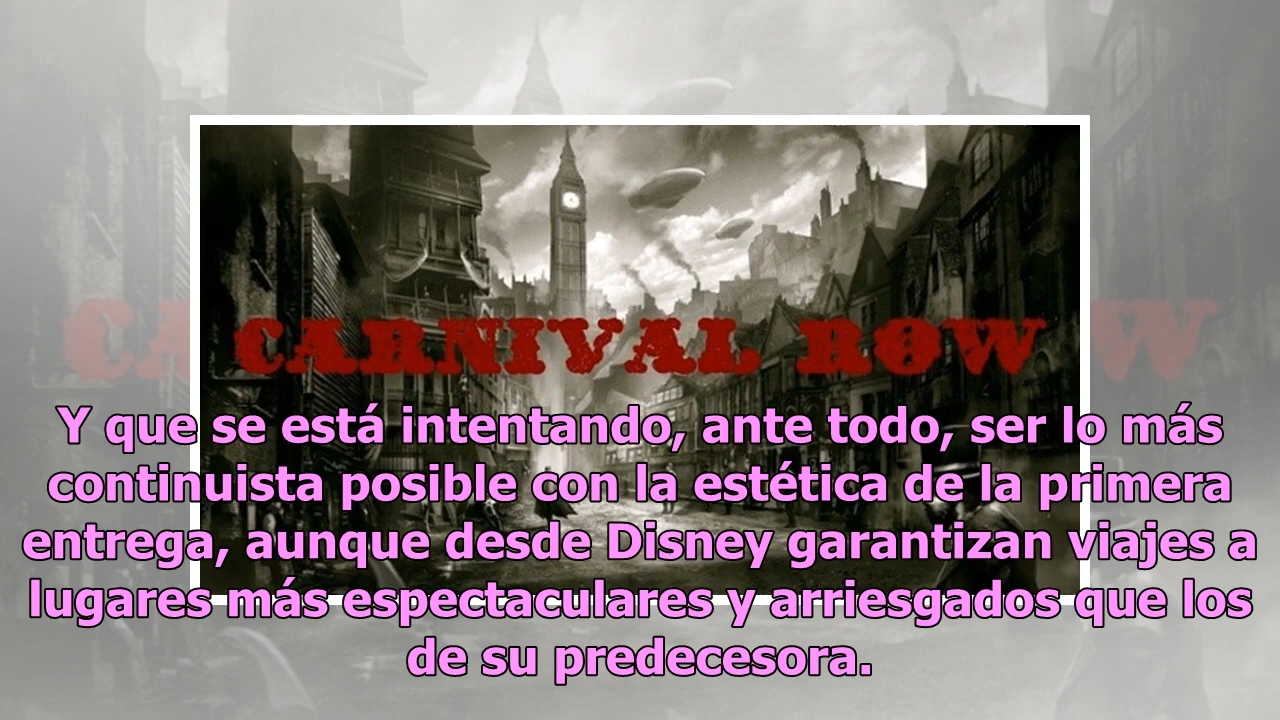 CARNIVAL ROW
Y que se está intentando, ante todo, ser lo más
continuista posible con la estética de la primera
entrega, aunque desde Disney garantizan viajes a
lugares más espectaculares y arriesgados que los
de su predecesora.